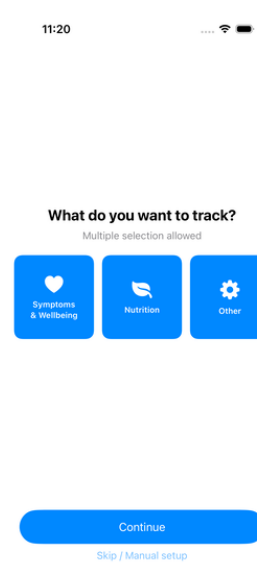 11:20
What do you want to track?
Multiple selection allowed
Symptoms
& Wellbeing
Nutrition
Other
Continue
Skip / Manual setup